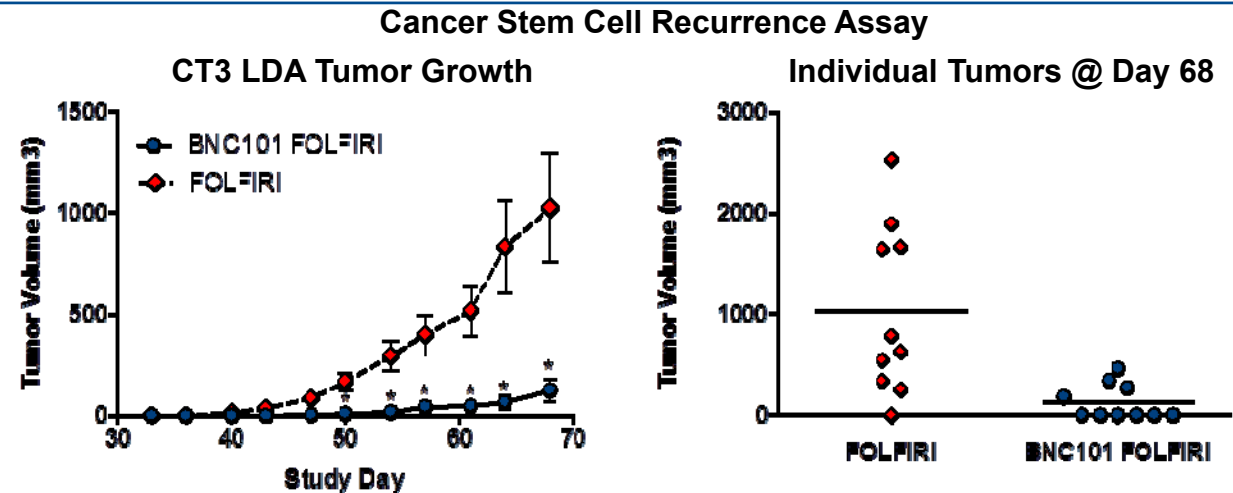 Cancer Stem Cell Recurrence Assay
CT3 LDA Tumor Growth
Tumor Volume (mm3)
1500
1000
500
0
BNC101 FOLFIRI
FOLFIRI
* * * * * *
30 40 50 60 70
Study Day
Individual Tumors @ Day 68
Tumor Volume (mm3)
3000
2000
1000
0
FOLFIRI BNC101 FOLFIRI